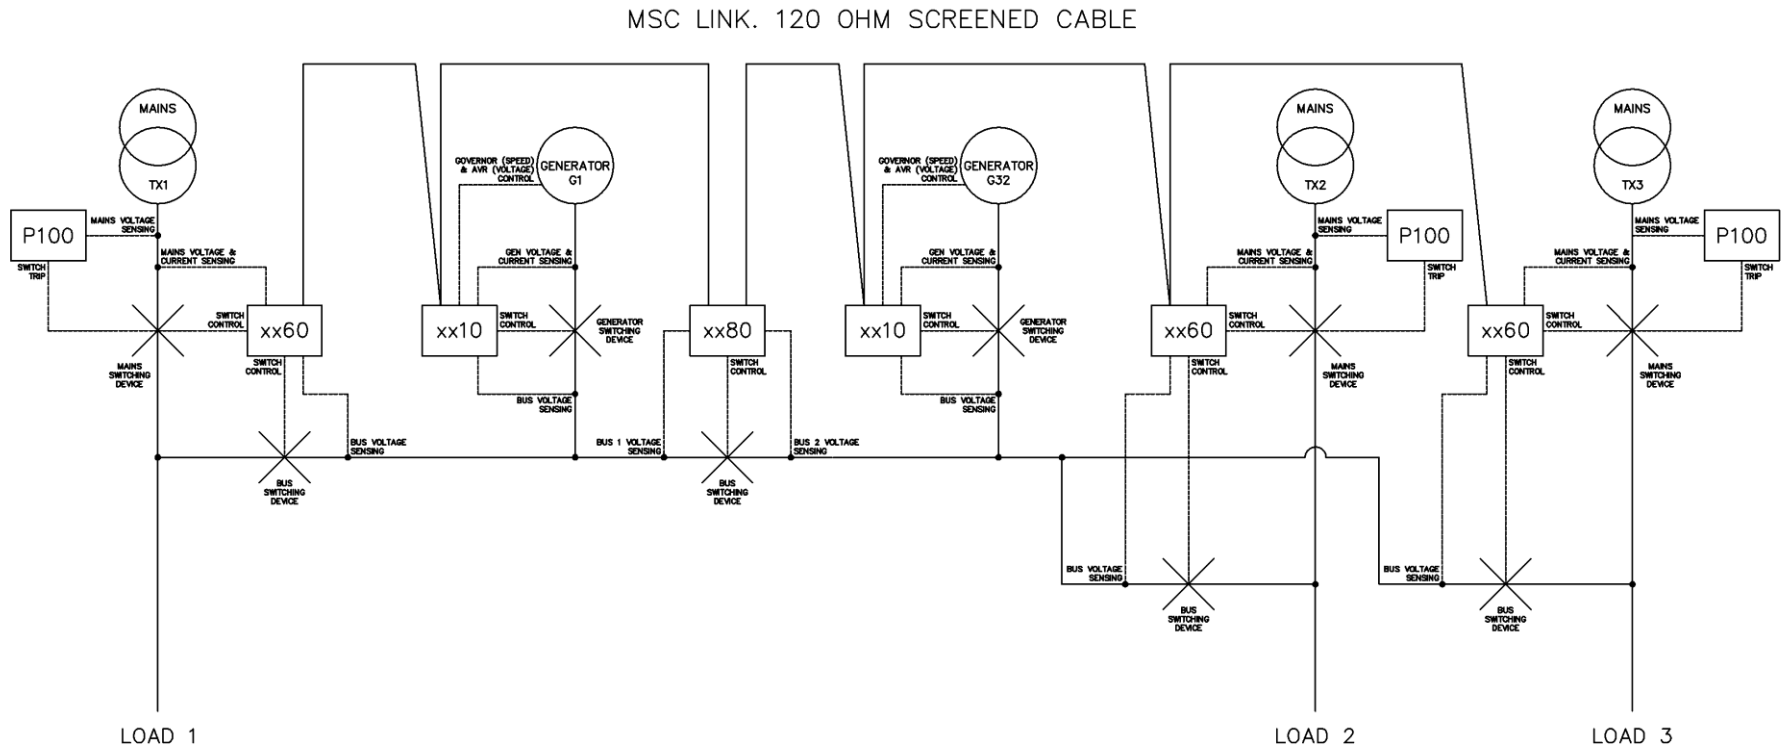 MSC LINK. 120 OHM SCREENED CABLE
MAINS
TX1
P100
MAINS VOLTAGE
SENSING
SWITCH
TRIP
MAINS VOLTAGE &
CURRENT SENSING
SWITCH
CONTROL
xx60
MAINS
SWITCHING
DEVICE
SWITCH
CONTROL
BUS VOLTAGE
SENSING
BUS
SWITCHING
DEVICE
GOVERNOR (SPEED)
& AVR (VOLTAGE)
CONTROL
GENERATOR
G1
GEN VOLTAGE &
CURRENT SENSING
xx10
SWITCH
CONTROL
GENERATOR
SWITCHING
DEVICE
BUS VOLTAGE
SENSING
xx80
SWITCH
CONTROL
BUS 1 VOLTAGE
SENSING
BUS 2 VOLTAGE
SENSING
BUS
SWITCHING
DEVICE
GOVERNOR (SPEED)
& AVR (VOLTAGE)
CONTROL
GENERATOR
G32
GEN VOLTAGE &
CURRENT SENSING
xx10
SWITCH
CONTROL
GENERATOR
SWITCHING
DEVICE
BUS VOLTAGE
SENSING
MAINS
TX2
MAINS VOLTAGE
SENSING
P100
SWITCH
TRIP
MAINS VOLTAGE &
CURRENT SENSING
xx60
SWITCH
CONTROL
MAINS
SWITCHING
DEVICE
SWITCH
CONTROL
BUS VOLTAGE
SENSING
BUS
SWITCHING
DEVICE
MAINS
TX3
MAINS VOLTAGE
SENSING
P100
SWITCH
TRIP
MAINS VOLTAGE &
CURRENT SENSING
xx60
SWITCH
CONTROL
MAINS
SWITCHING
DEVICE
SWITCH
CONTROL
BUS VOLTAGE
SENSING
BUS
SWITCHING
DEVICE
LOAD 1
LOAD 2
LOAD 3